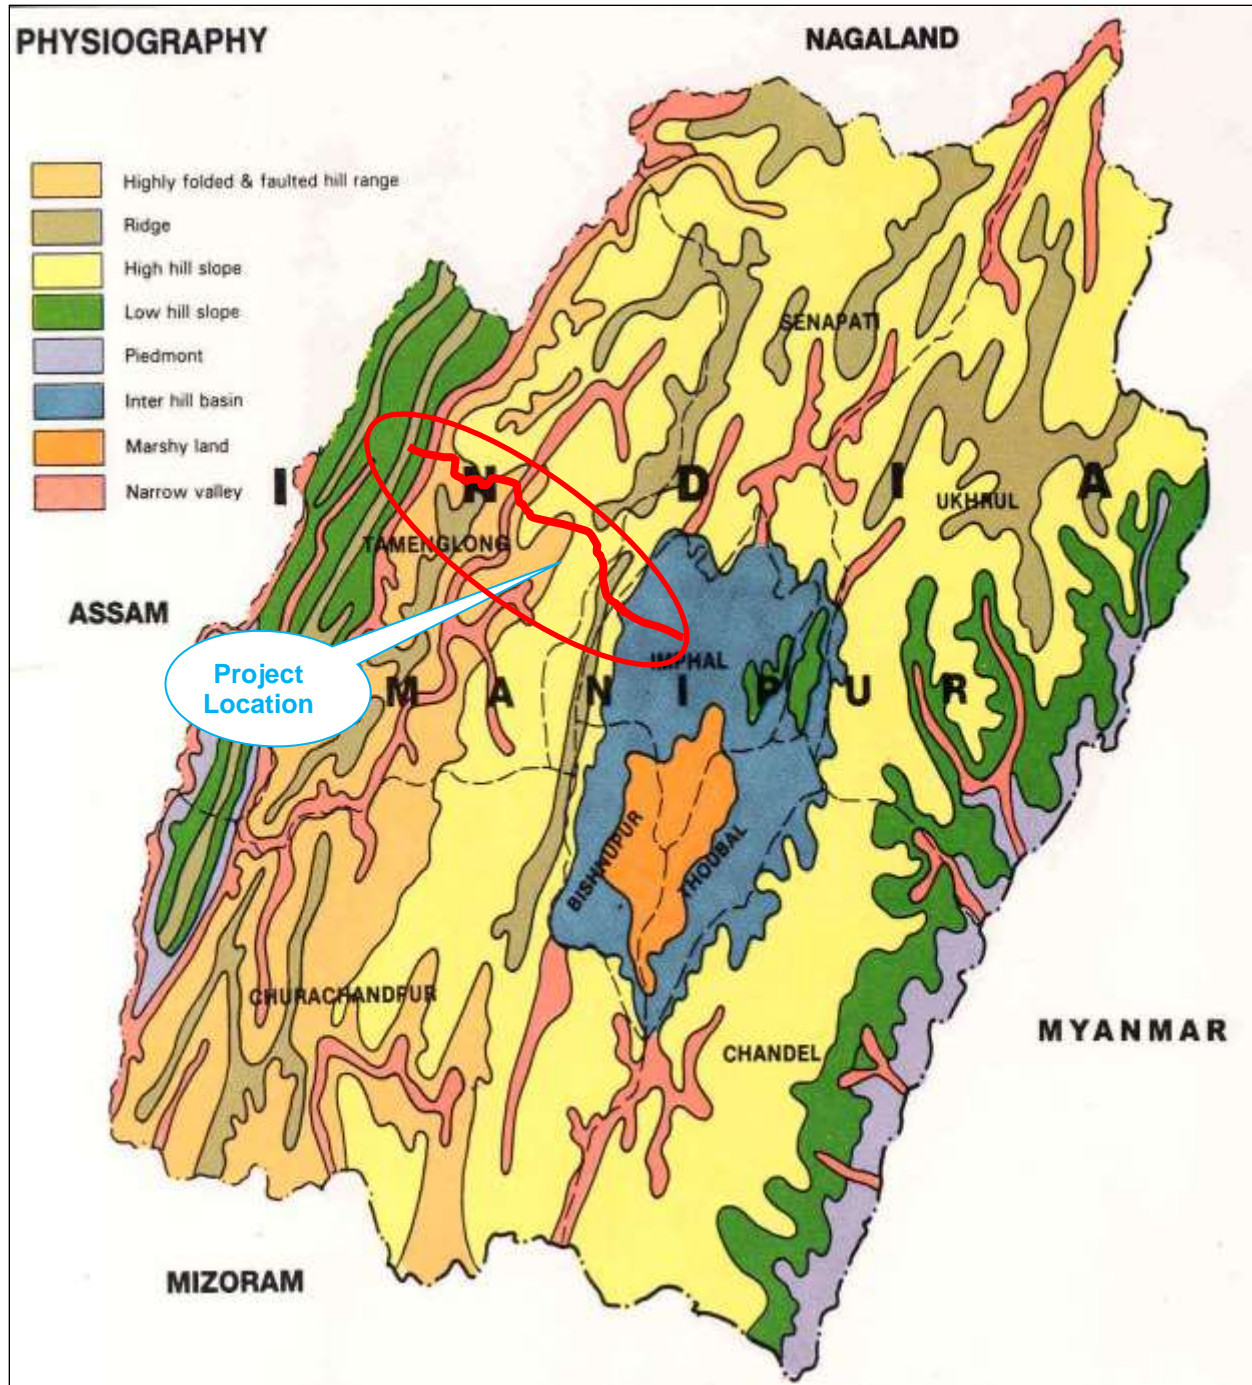 PHYSIOGRAPHY
NAGALAND
Highly folded & faulted hill range
Ridge
High hill slope
Low hill slope
Piedmont
Inter hill basin
Marshy land
Narrow valley
SENAPATI
I N D I A
UKHRUL
TAMENGLONG
ASSAM
Project
Location
IMPHAL
M A N I P U R
BISHNUPUR
THOUBAL
CHURACHANDPUR
CHANDEL
MYANMAR
MIZORAM